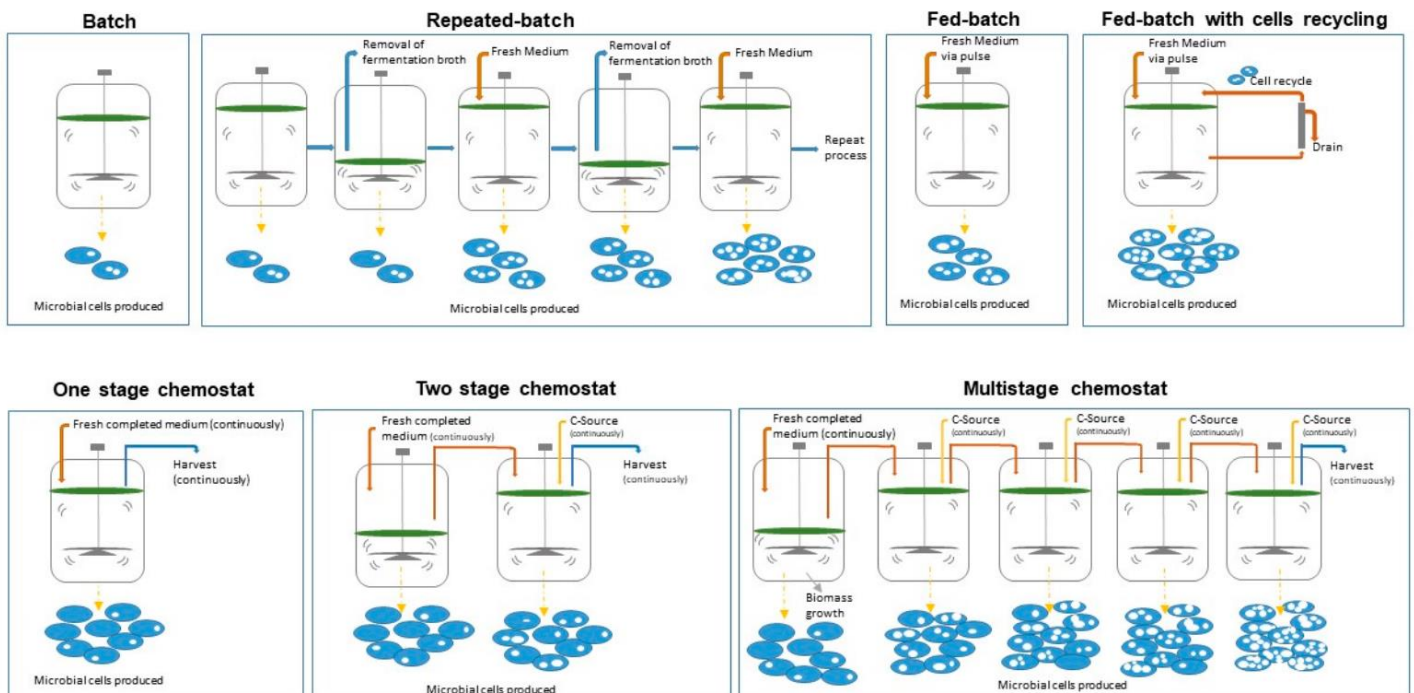 Batch
Repeated-batch
Fed-batch
Fed-batch with cells recycling
Microbial cells produced
Removal of
fermentation broth
Fresh Medium
Removal of
fermentation broth
Fresh Medium
Repeat
process
Microbial cells produced
Fresh Medium
via pulse
Microbial cells produced
Fresh Medium
via pulse
Cell recycle
Drain
Microbial cells produced
One stage chemostat
Two stage chemostat
Multistage chemostat
Fresh completed medium (continuously)
Harvest
(continuously)
Microbial cells produced
Fresh completed
medium (continuously)
C-Source
(continuously)
Harvest
(continuously)
Microbial cells produced
Fresh completed
medium (continuously)
C-Source
(continuously)
C-Source
(continuously)
C-Source
(continuously)
C-Source
(continuously)
Harvest
(continuously)
Biomass
growth
Microbial cells produced